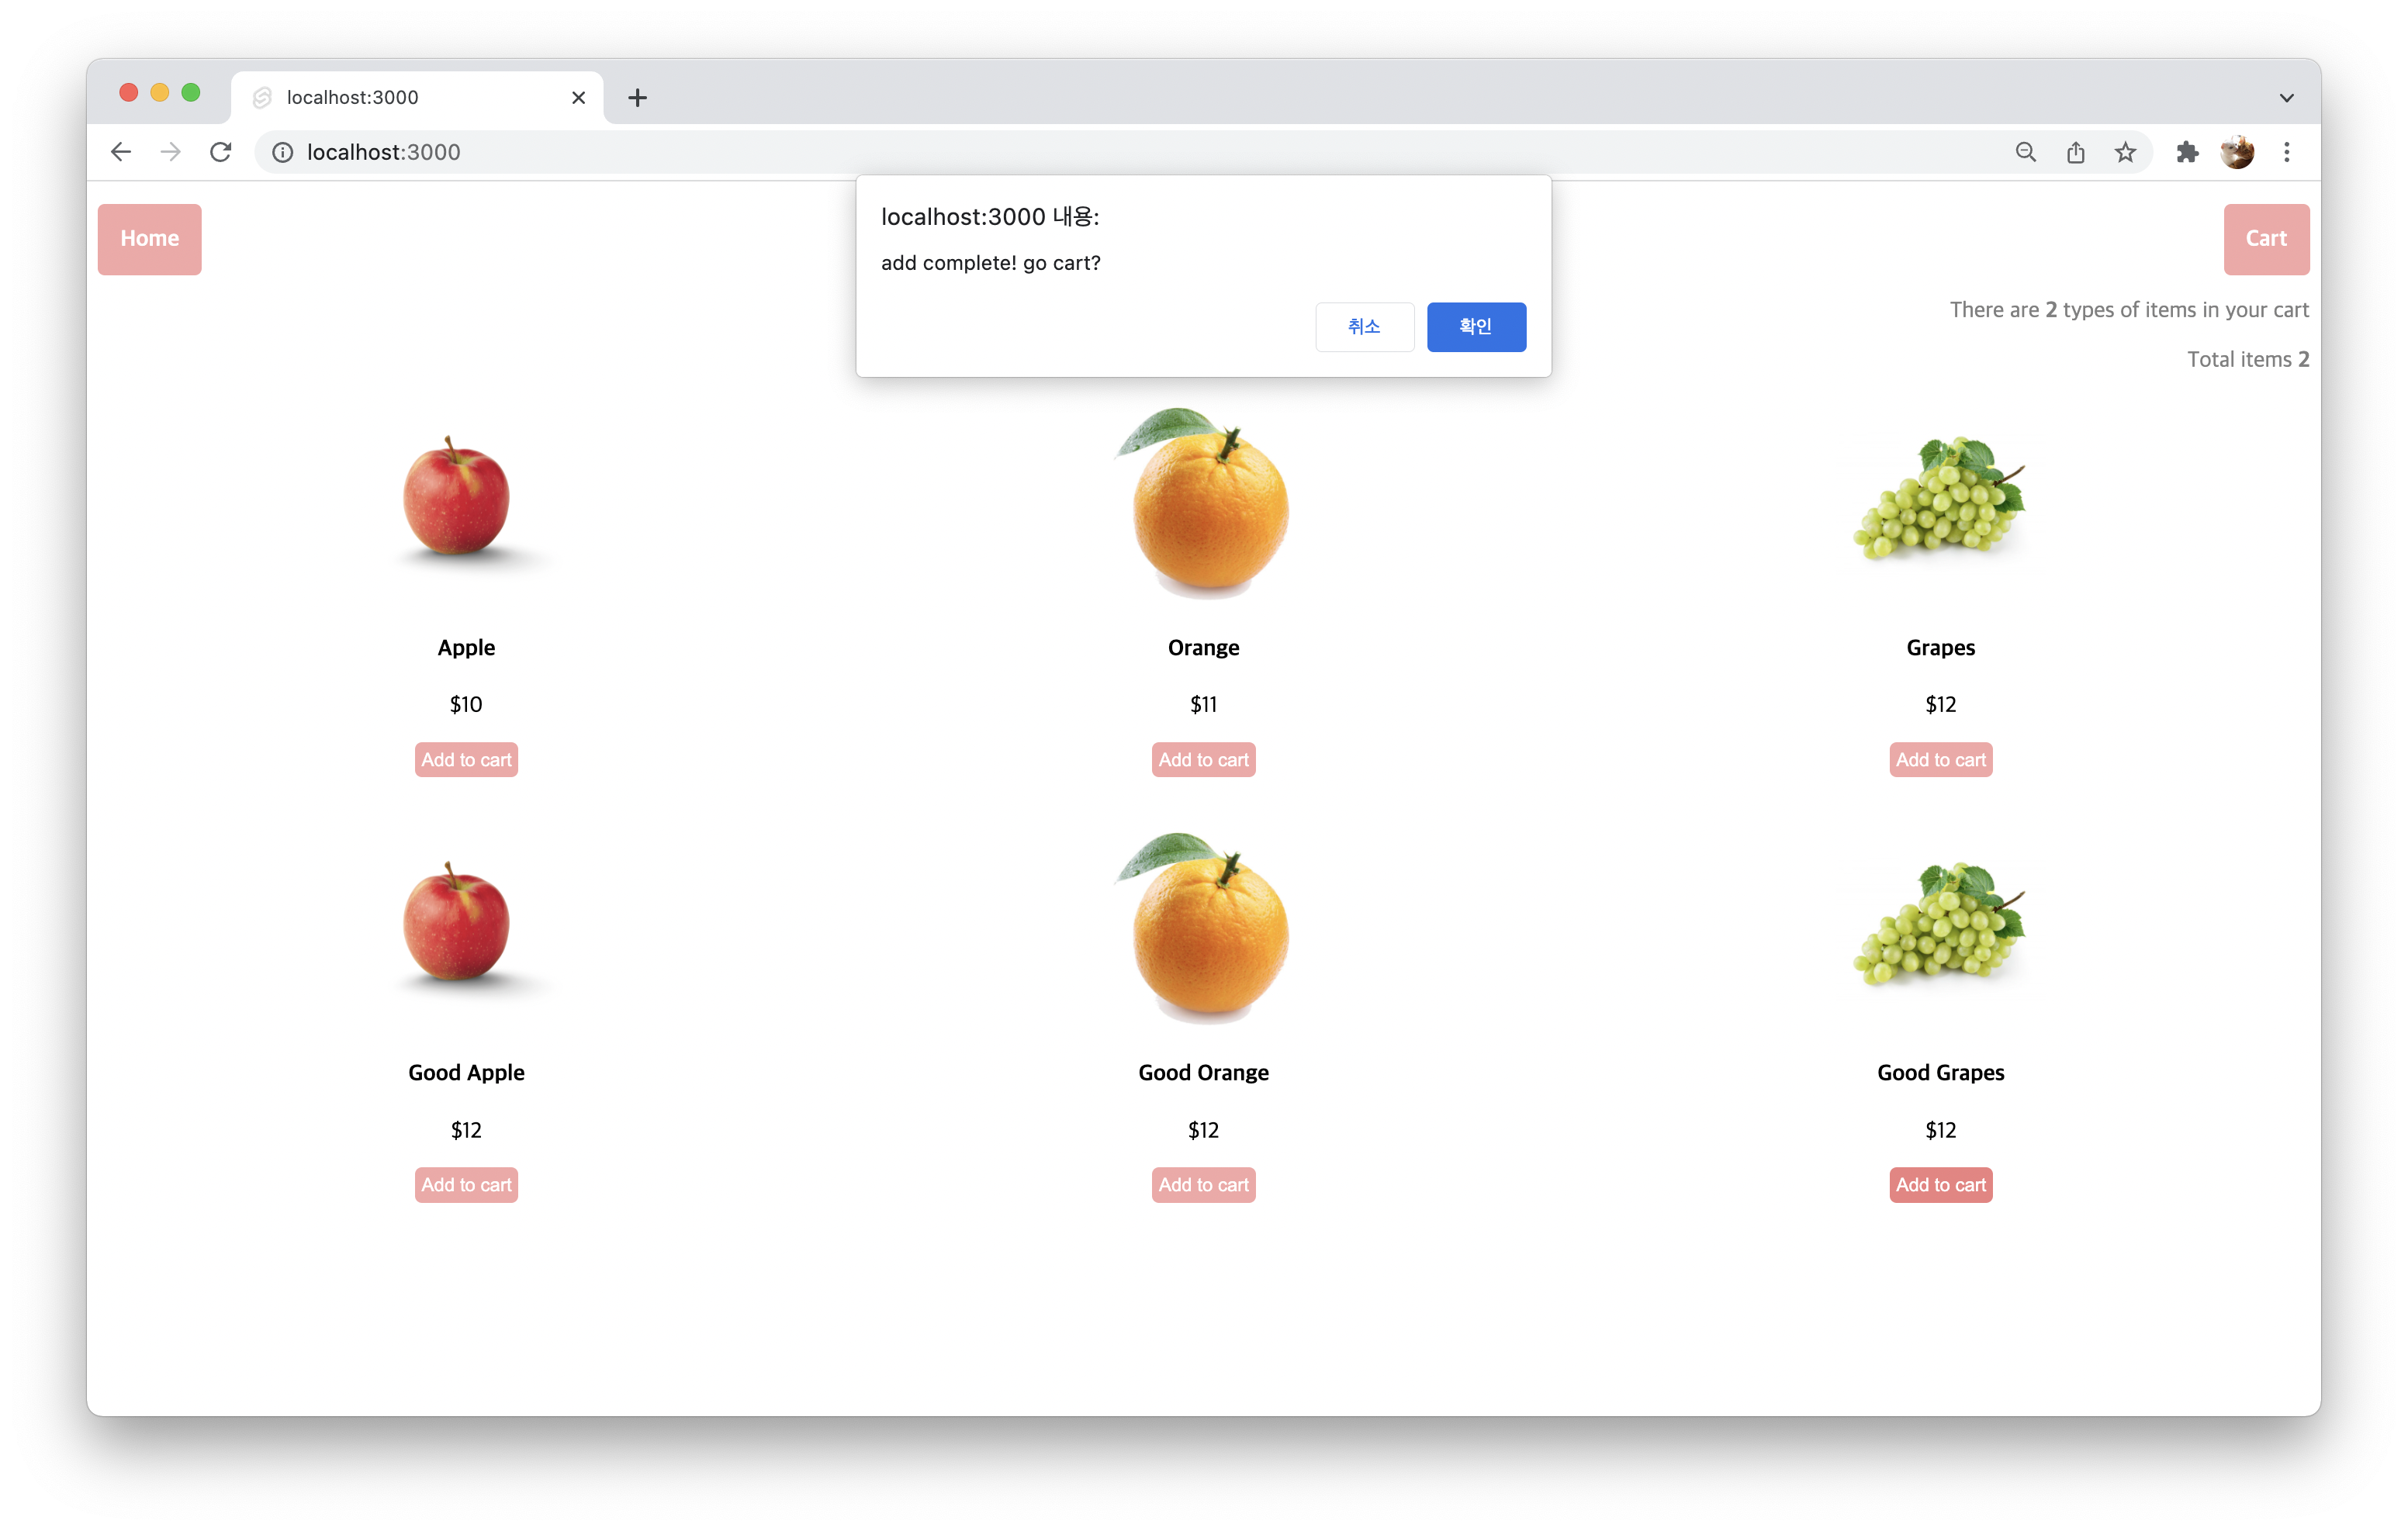 localhost:3000
localhost:3000
localhost:3000 내용:
add complete! go cart?
취소 확인
Home Cart
There are 2 types of items in your cart
Total items 2
Apple Orange Grapes
$10 $11 $12
Add to cart Add to cart Add to cart
Good Apple Good Orange Good Grapes
$12 $12 $12
Add to cart Add to cart Add to cart